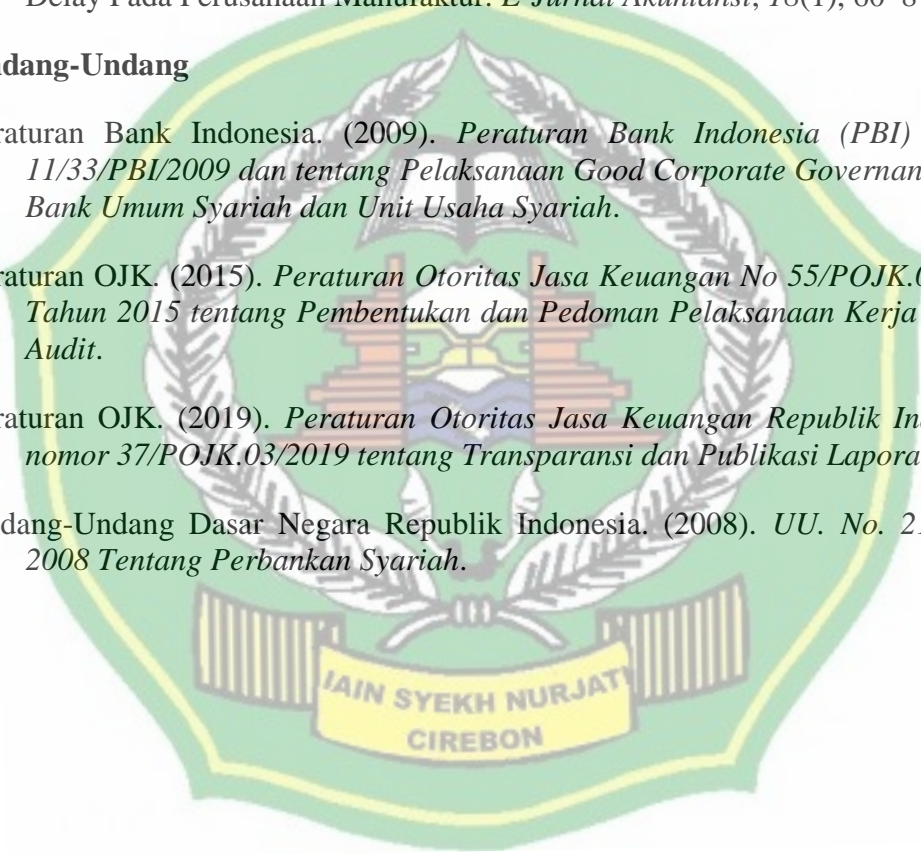 Delay Pada Perusahaan Manufaktur. E-Jurnal Akuntansi, 18(1), 60–8
ndang-Undang
raturan Bank Indonesia. (2009). Peraturan Bank Indonesia (PBI)
11/33/PBI/2009 dan tentang Pelaksanaan Good Corporate Governan
Bank Umum Syariah dan Unit Usaha Syariah.
raturan OJK. (2015). Peraturan Otoritas Jasa Keuangan No 55/POJK.0
Tahun 2015 tentang Pembentukan dan Pedoman Pelaksanaan Kerja
Audit.
raturan OJK. (2019). Peraturan Otoritas Jasa Keuangan Republik In
nomor 37/POJK.03/2019 tentang Transparansi dan Publikasi Lapora
dang-Undang Dasar Negara Republik Indonesia. (2008). UU. No. 2
2008 Tentang Perbankan Syariah.
IAIN SYEKH NURJATI
CIREBON